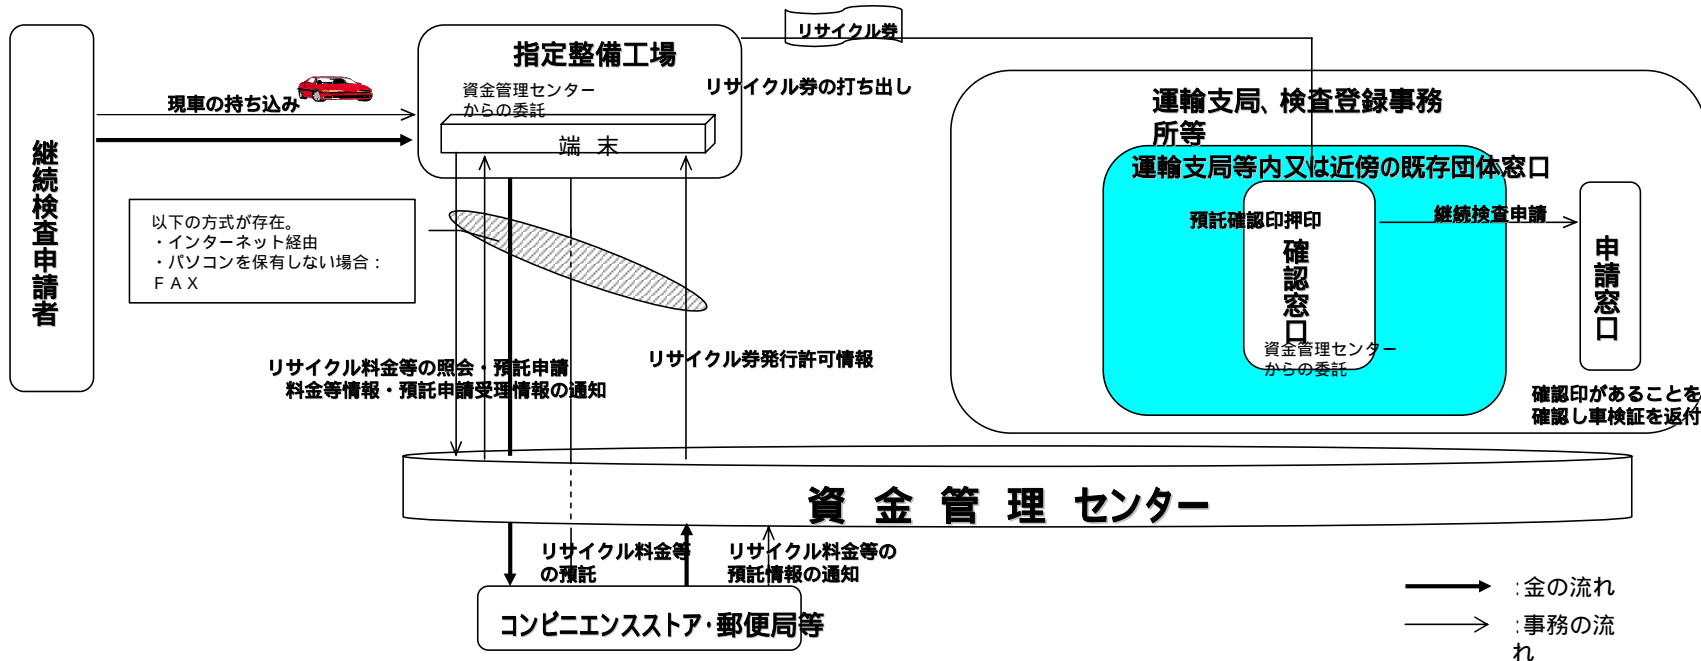 リサイクル券
指定整備工場
資金管理センター
からの委託
リサイクル券の打ち出し
現車の持ち込み
端 末
継続検査申請者
運輸支局、検査登録事務
所等
運輸支局等内又は近傍の既存団体窓口
預託確認印押印
継続検査申請
確認窓口
資金管理センター
からの委託
申請窓口
確認印があることを
確認し車検証を返付
以下の方式が存在。
・インターネット経由
・パソコンを保有しない場合：
ＦＡＸ
リサイクル料金等の照会・預託申請
料金等情報・預託申請受理情報の通知
リサイクル券発行許可情報
資 金 管 理 センター
リサイクル料金等
の預託
リサイクル料金等の
預託情報の通知
コンビニエンスストア・郵便局等
：金の流れ
：事務の流
れ